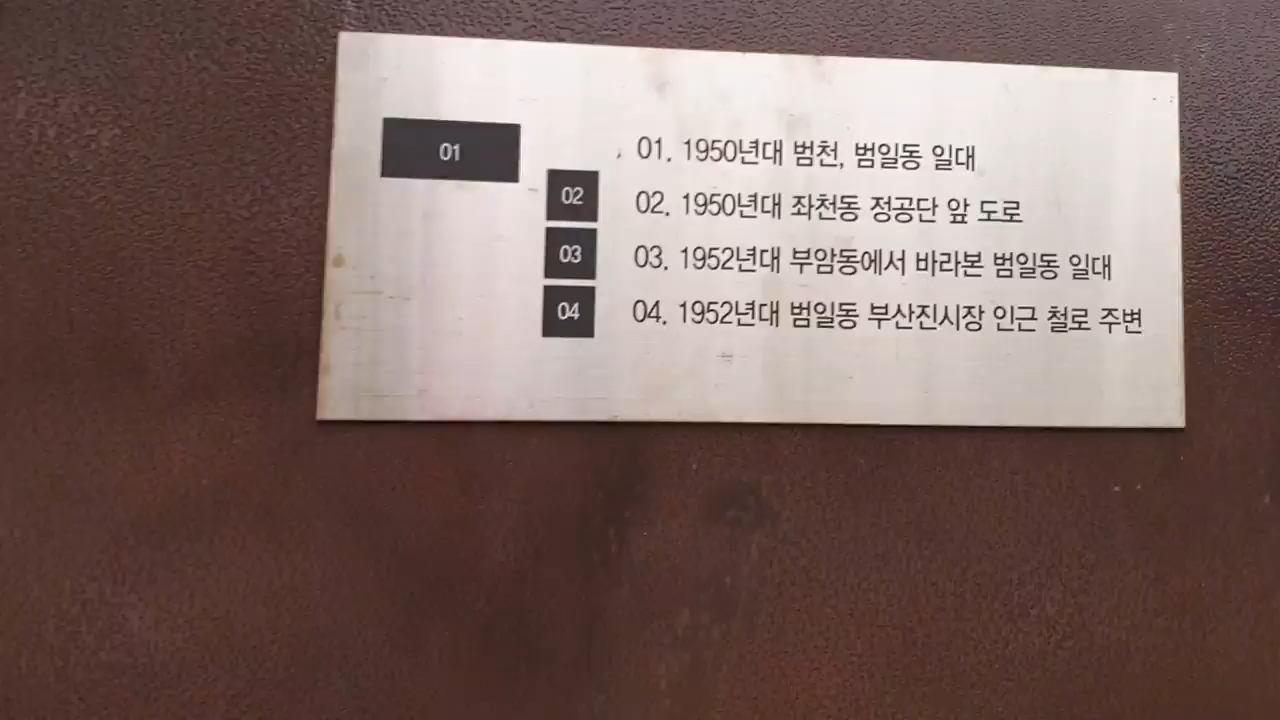 01
02
03
04
01. 1950년대 범천, 범일동 일대
02. 1950년대 좌천동 정공단 앞 도로
03. 1952년대 부암동에서 바라본 범일동 일대
04. 1952년대 범일동 부산진시장 인근 철로 주변